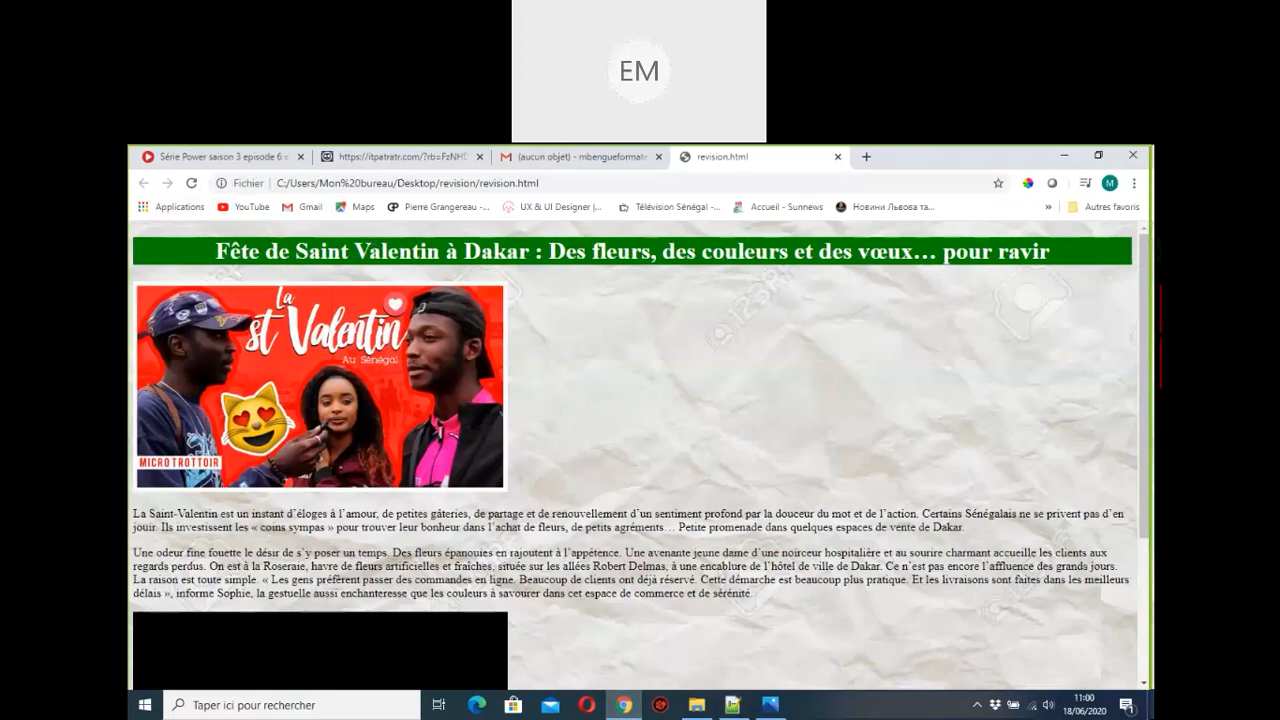 EM
Série Power saison 3 episode 6 e
https://itpatratr.com/?rb=FzNHD
(aucun objet) - mbengueformate
revision.html
Fichier
C:/Users/Mon%20bureau/Desktop/revision/revision.html
M
Applications
YouTube
Gmail
Maps
Pierre Grangereau -...
UX & UI Designer |...
Télévision Sénégal -...
Accueil - Sunnews
Новини Львова та...
»
Autres favoris
Fête de Saint Valentin à Dakar : Des fleurs, des couleurs et des vœux… pour ravir
123RF
La
st Valentin
Au Sénégal
MICRO TROTTOIR
La Saint-Valentin est un instant d’éloges à l’amour, de petites gâteries, de partage et de renouvellement d’un sentiment profond par la douceur du mot et de l’action. Certains Sénégalais ne se privent pas d’en
jouir. Ils investissent les « coins sympas » pour trouver leur bonheur dans l’achat de fleurs, de petits agréments… Petite promenade dans quelques espaces de vente de Dakar.
Une odeur fine fouette le désir de s’y poser un temps. Des fleurs épanouies en rajoutent à l’appétence. Une avenante jeune dame d’une noirceur hospitalière et au sourire charmant accueille les clients aux
regards perdus. On est à la Roseraie, havre de fleurs artificielles et fraîches, située sur les allées Robert Delmas, à une encablure de l’hôtel de ville de Dakar. Ce n’est pas encore l’affluence des grands jours.
La raison est toute simple. « Les gens préfèrent passer des commandes en ligne. Beaucoup de clients ont déjà réservé. Cette démarche est beaucoup plus pratique. Et les livraisons sont faites dans les meilleurs
délais », informe Sophie, la gestuelle aussi enchanteresse que les couleurs à savourer dans cet espace de commerce et de sérénité.
Taper ici pour rechercher
11:00
18/06/2020
1